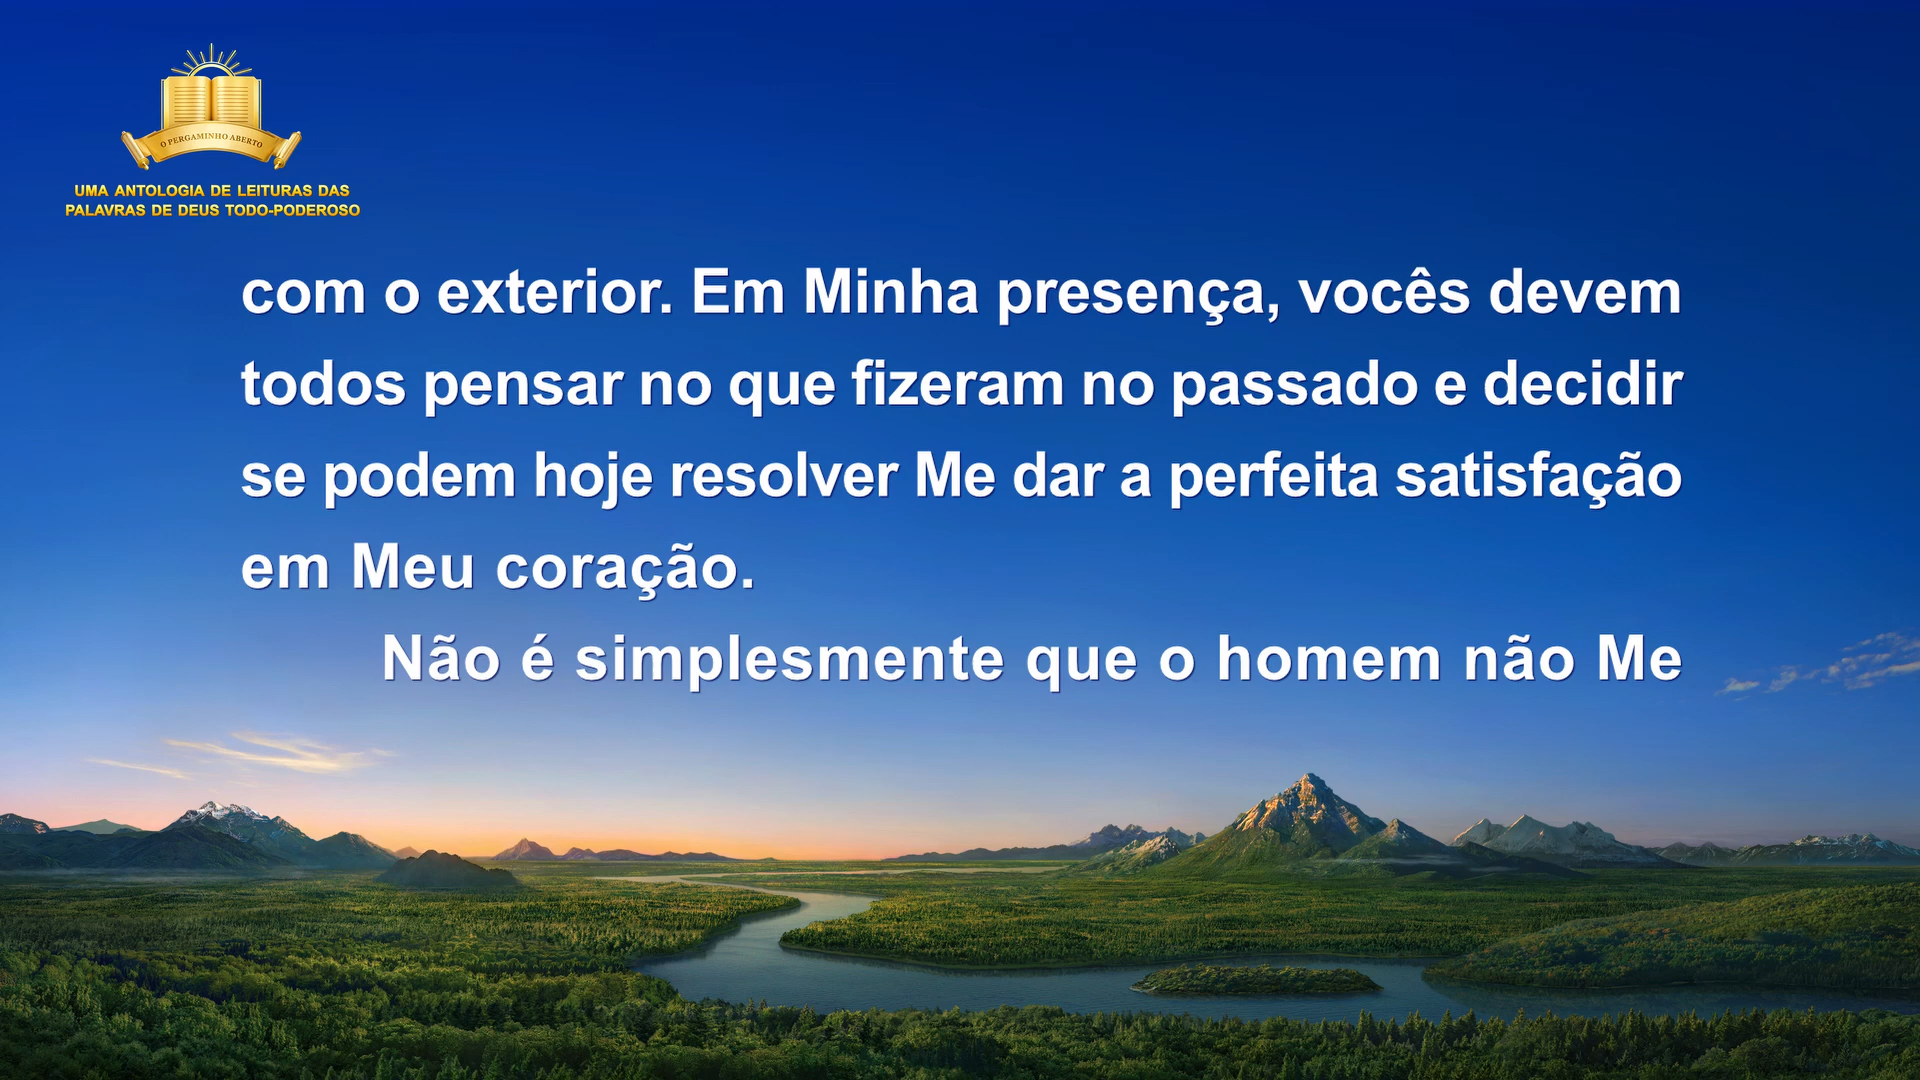 O PERGAMINHO ABERTO
UMA ANTOLOGIA DE LEITURAS DAS
PALAVRAS DE DEUS TODO-PODEROSO
com o exterior. Em Minha presença, vocês devem
todos pensar no que fizeram no passado e decidir
se podem hoje resolver Me dar a perfeita satisfação
em Meu coração.
Não é simplesmente que o homem não Me